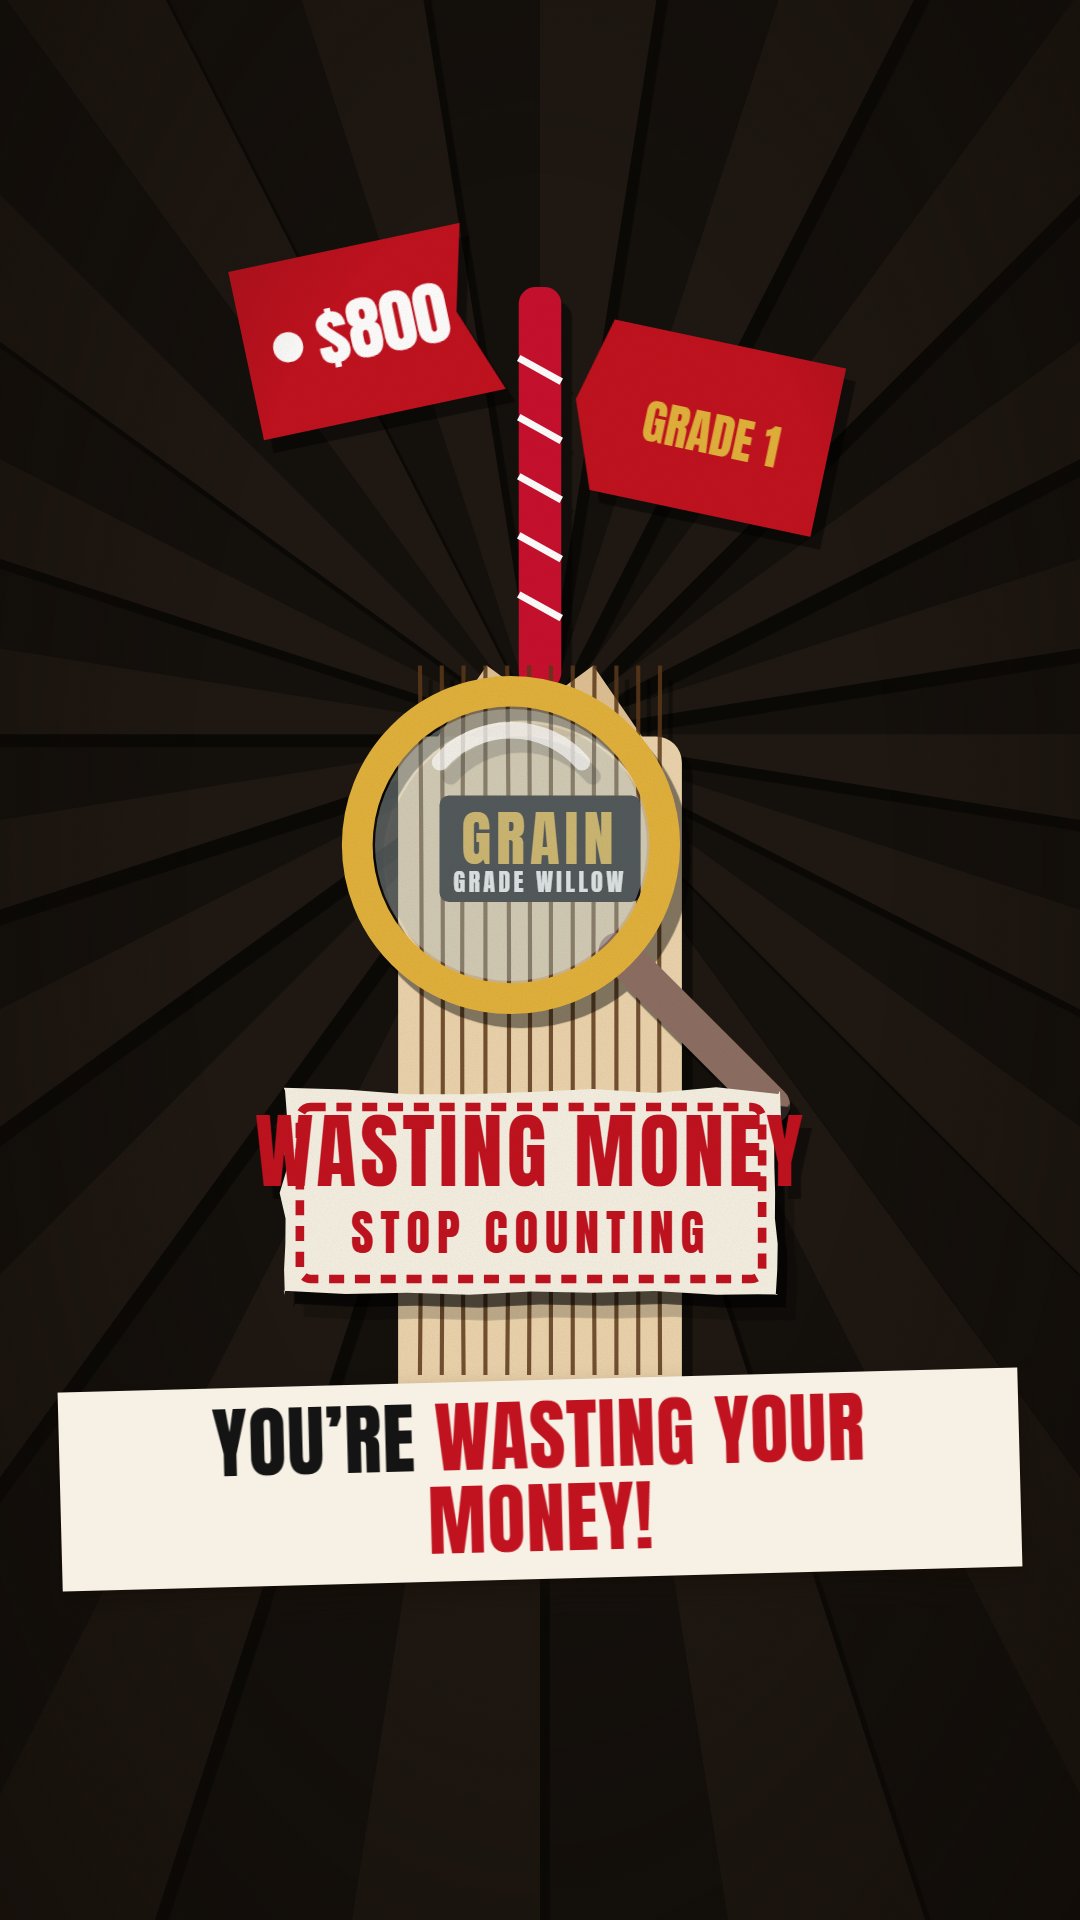 $800
GRADE 1
GRAIN
GRADE WILLOW
WASTING MONEY
STOP COUNTING
YOU’RE WASTING YOUR
MONEY!